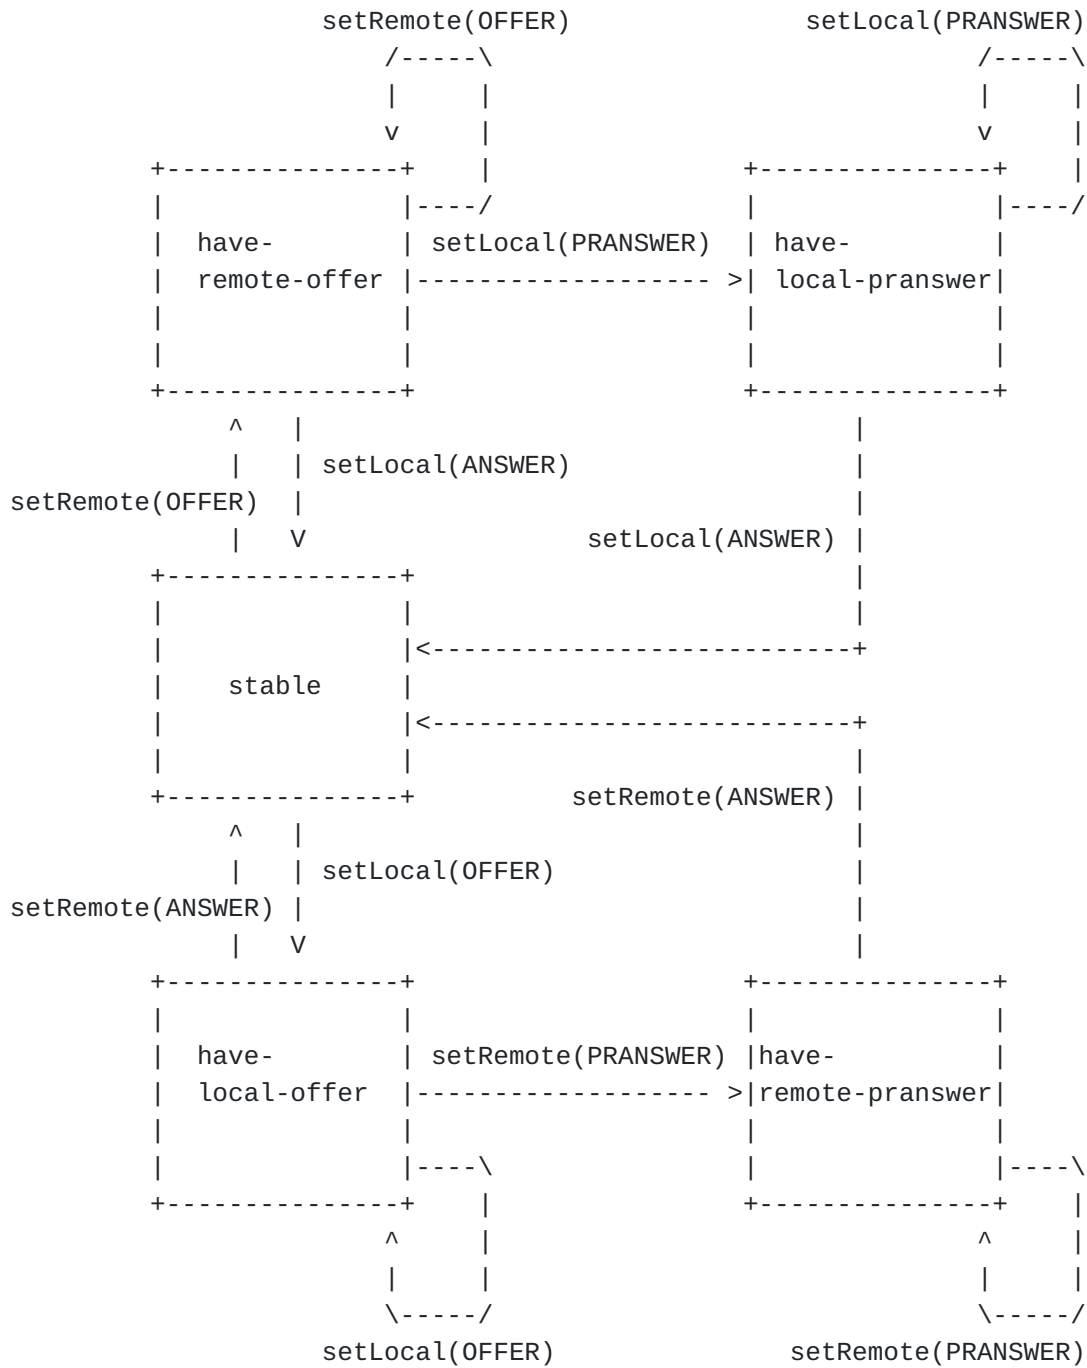 setRemote(OFFER) setLocal(PRANSWER)
have- setLocal(PRANSWER) have-
remote-offer local-pranswer
setLocal(ANSWER)
setRemote(OFFER)
setLocal(ANSWER)
stable
setRemote(ANSWER)
setLocal(OFFER)
setRemote(ANSWER)
have- setRemote(PRANSWER) have-
local-offer remote-pranswer
setLocal(OFFER) setRemote(PRANSWER)